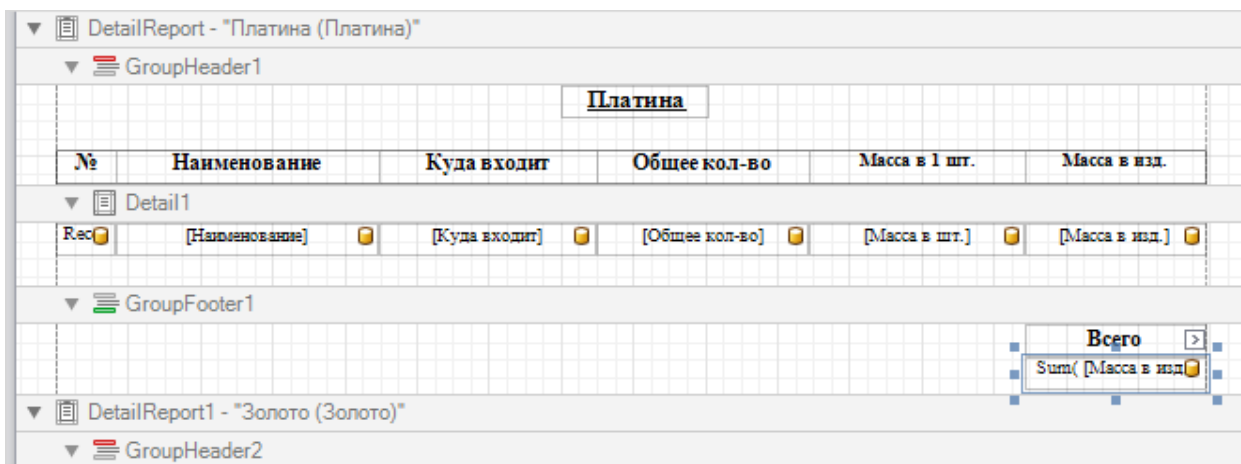 DetailReport - "Платина (Платина)"
GroupHeader1
Платина
№ Наименование Куда входит Общее кол-во Масса в 1 шт. Масса в изд.
Detail1
Rec [Наименование] [Куда входит] [Общее кол-во] [Масса в шт.] [Масса в изд.]
GroupFooter1
Всего
Sum( [Масса в изд
DetailReport1 - "Золото (Золото)"
GroupHeader2